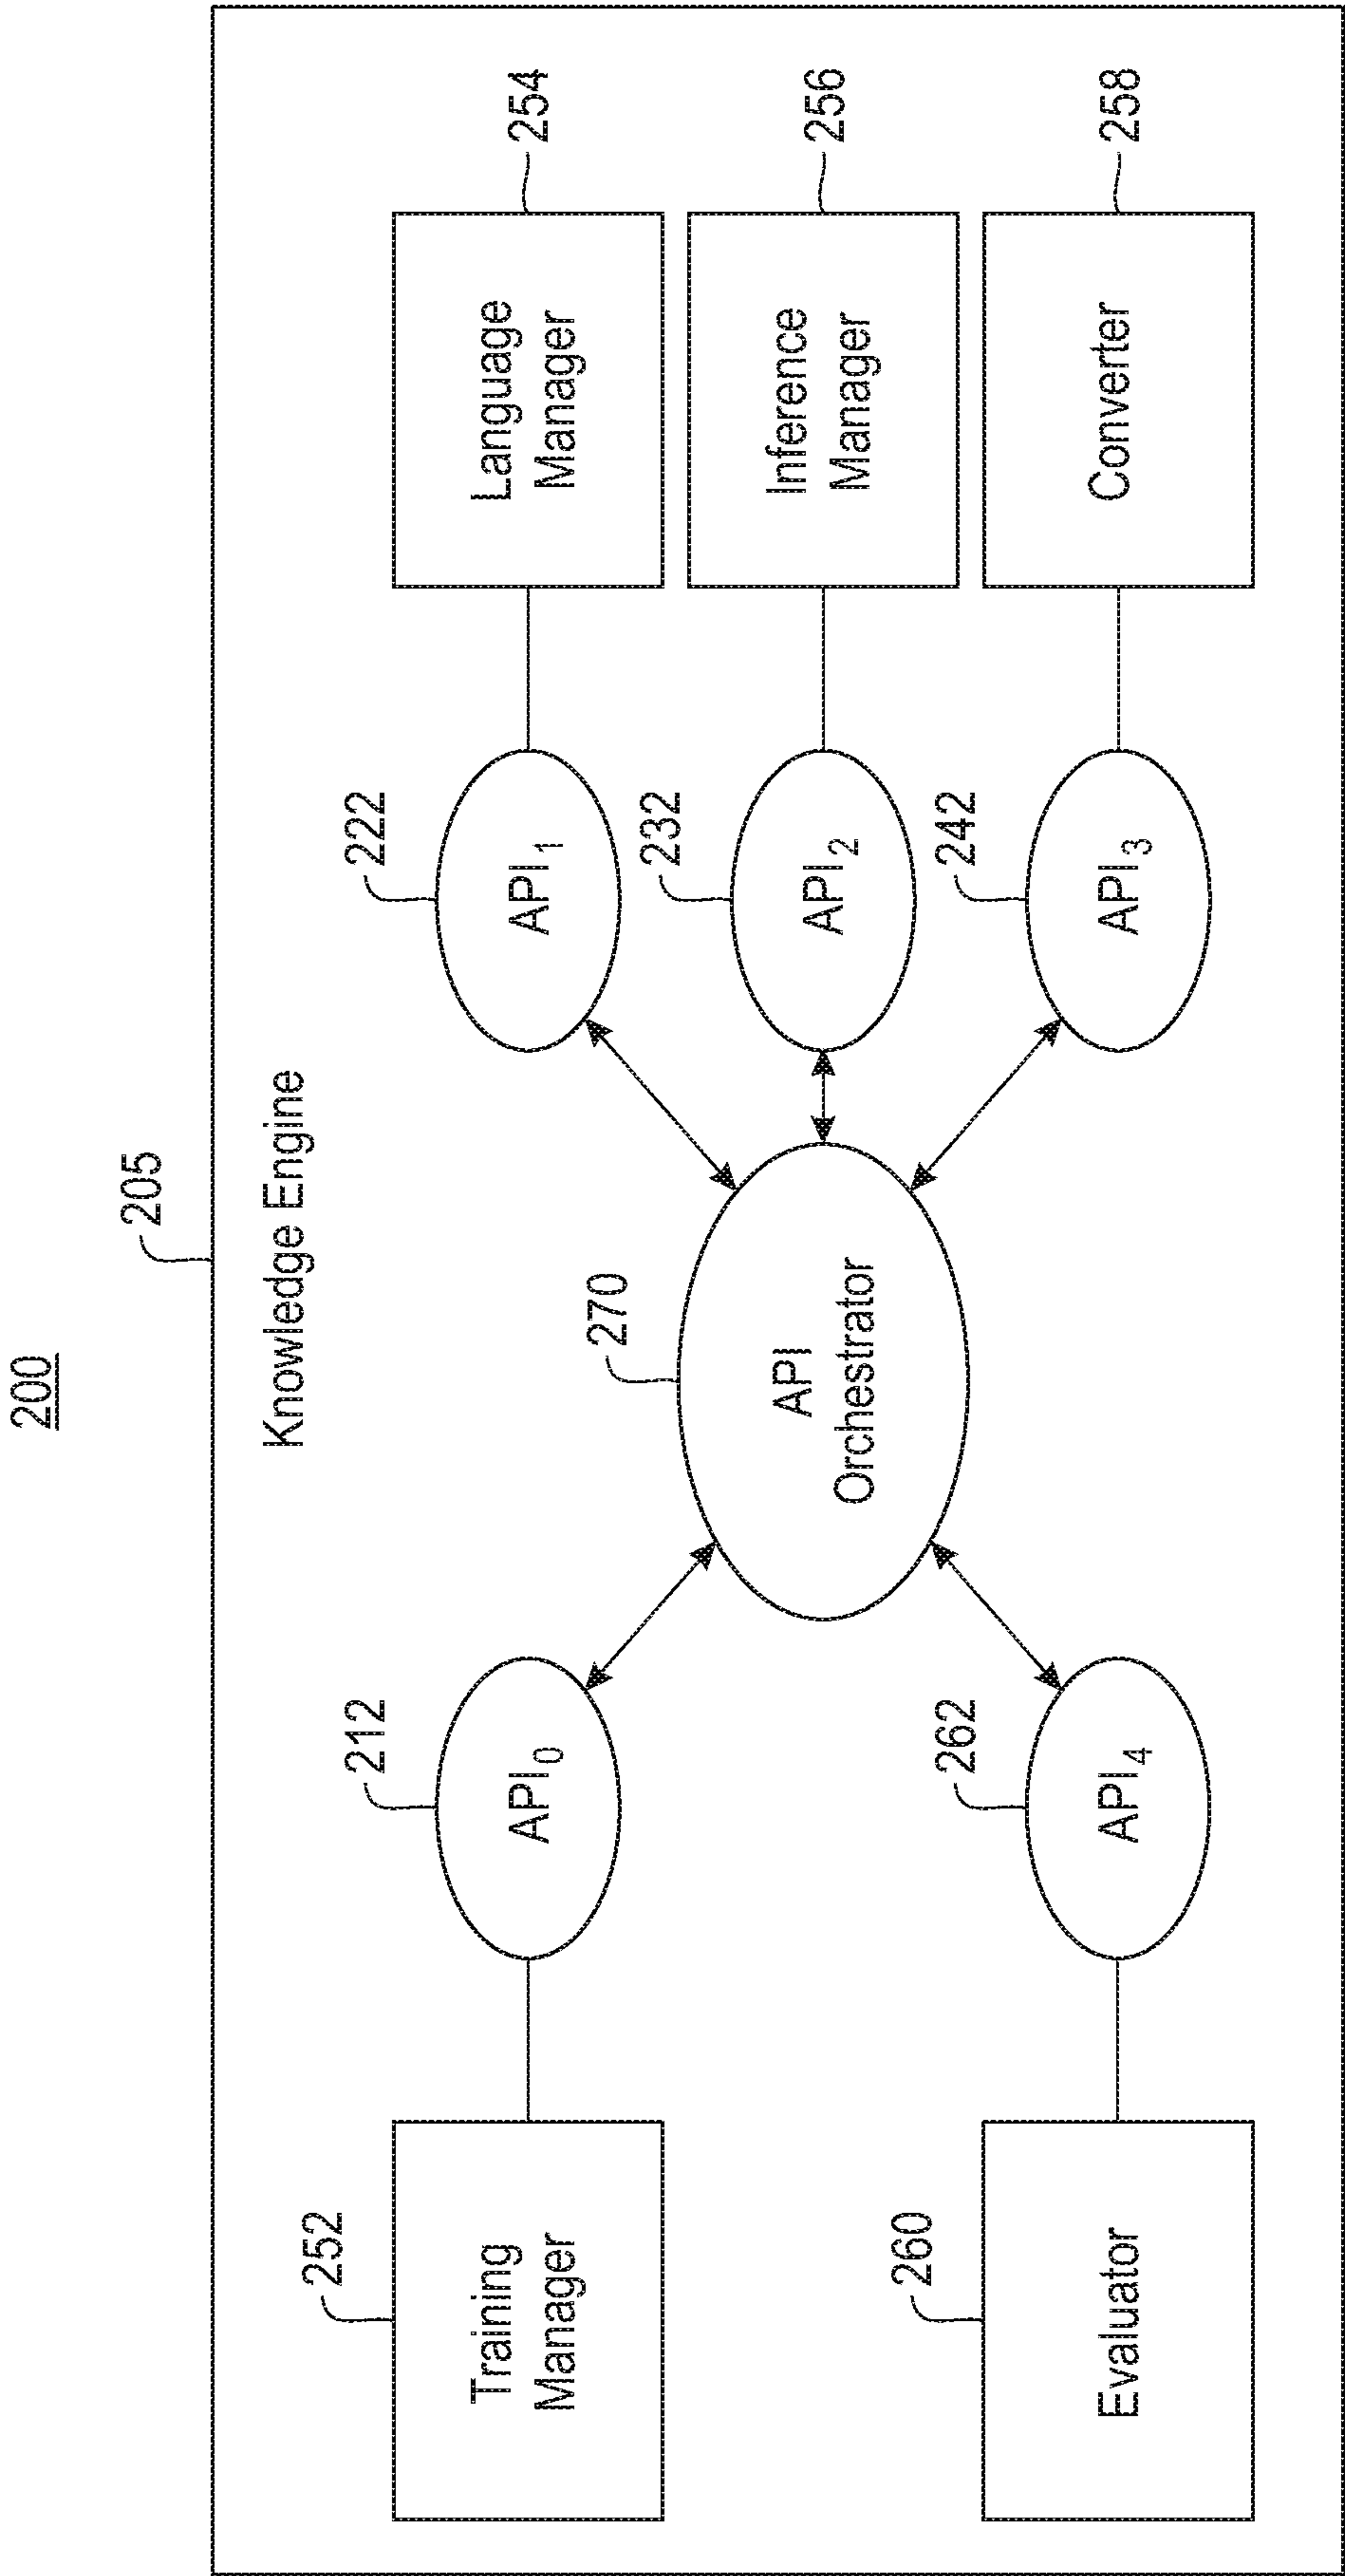 200
205
Knowledge Engine
252
Training
Manager
212
API0
270
API
Orchestrator
222
API1
Language
Manager
254
232
API2
Inference
Manager
256
260
Evaluator
262
API4
242
API3
Converter
258